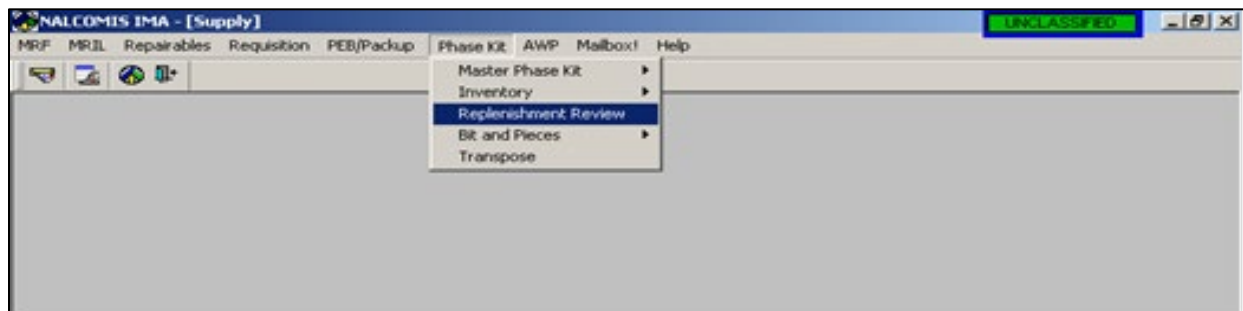 NALCOMIS IMA - [Supply] UNCLASSIFIED
MRF MRIL Repairables Requisition PEB/Packup Phase Kit AWP Mailbox! Help
Master Phase Kit
Inventory
Replenishment Review
Bit and Pieces
Transpose